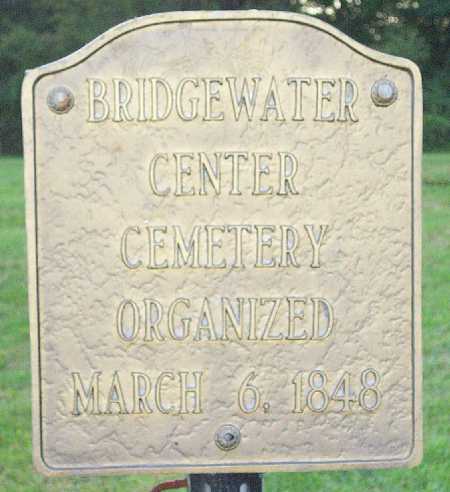 BRIDGEWATER
CENTER
CEMETERY
ORGANIZED
MARCH 6, 1848